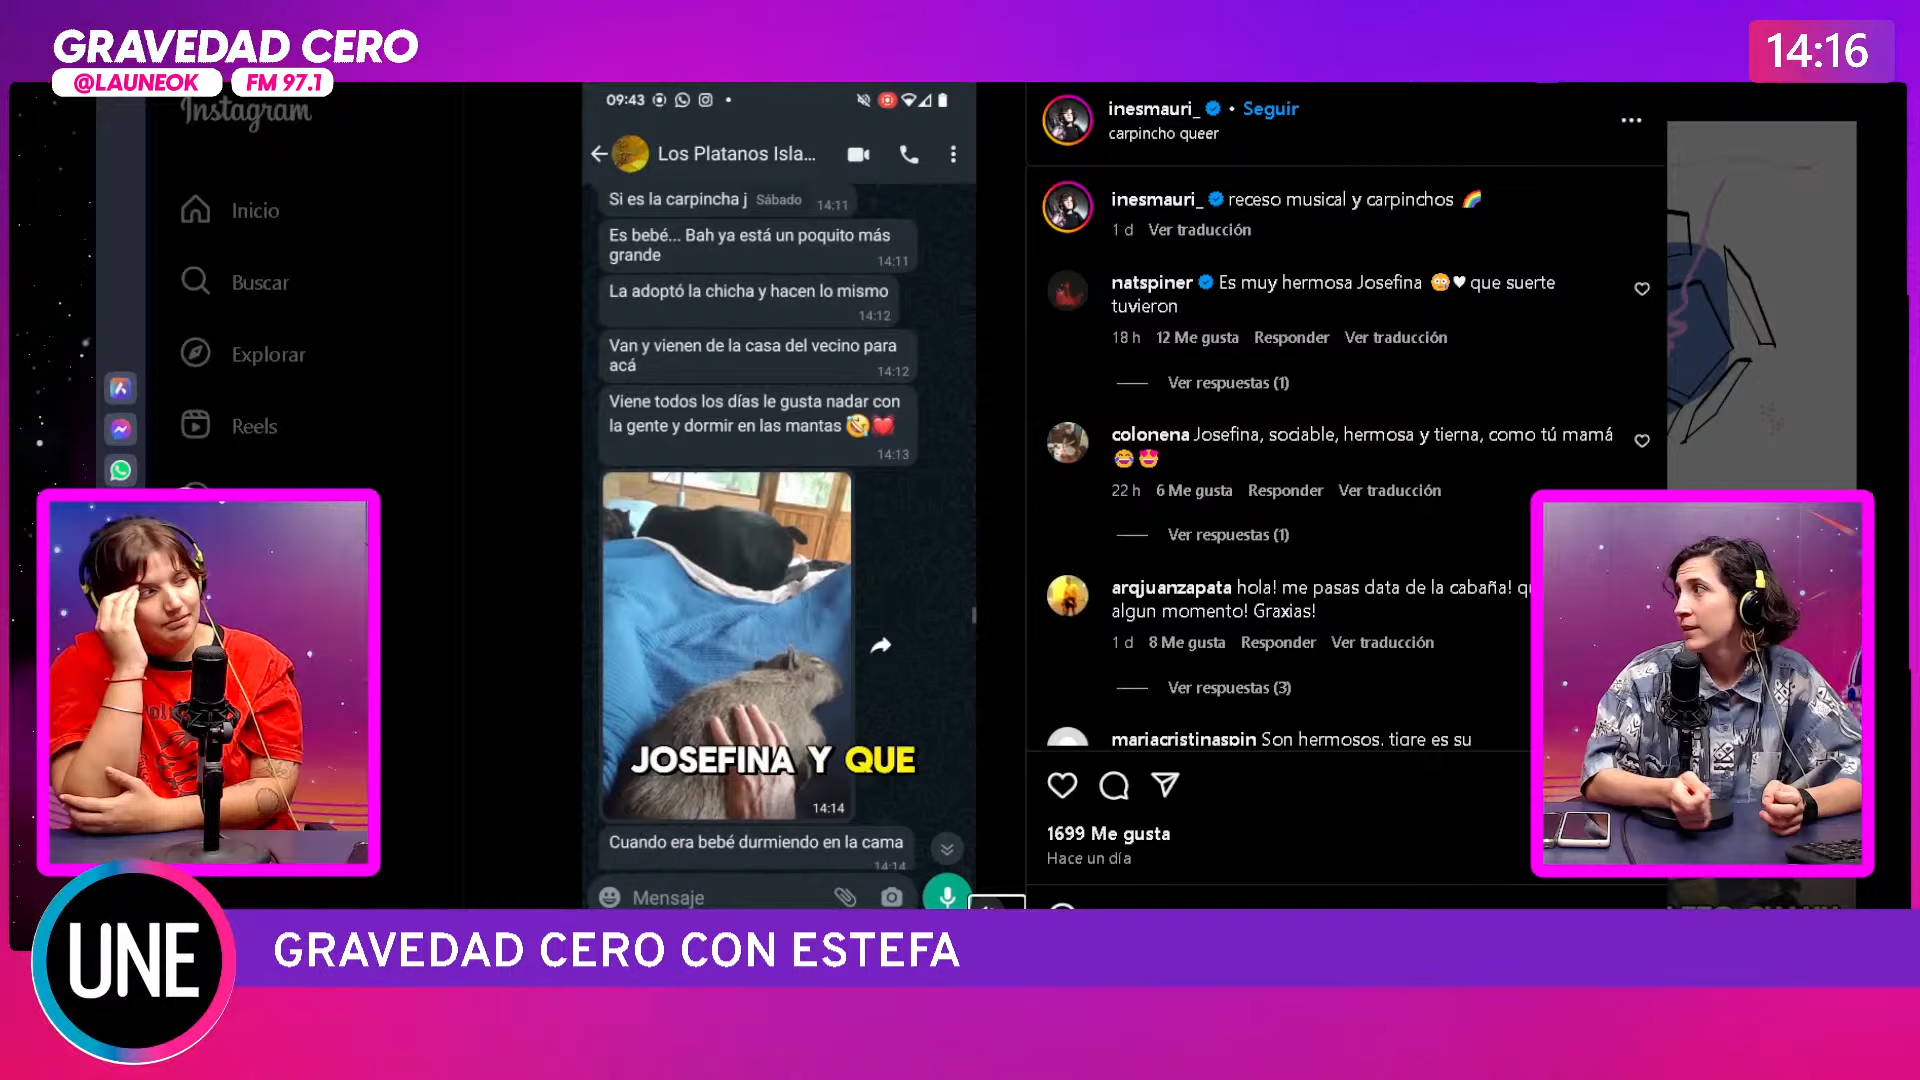 GRAVEDAD CERO
@LAUNEOK FM 97.1
14:16
Instagram
Inicio
Buscar
Explorar
Reels
09:43
Los Platanos Isla...
Si es la carpincha j Sábado 14:11
Es bebé... Bah ya está un poquito más
grande 14:11
La adoptó la chicha y hacen lo mismo
14:12
Van y vienen de la casa del vecino para
acá 14:12
Viene todos los días le gusta nadar con
la gente y dormir en las mantas 🤣💓
14:13
JOSEFINA Y QUE
14:14
Cuando era bebé durmiendo en la cama
14:14
Mensaje
inesmauri_ • Seguir
carpincho queer
inesmauri_ receso musical y carpinchos 🌈
1 d Ver traducción
natspiner Es muy hermosa Josefina 🥹♥ que suerte
tuvieron
18 h 12 Me gusta Responder Ver traducción
Ver respuestas (1)
colonena Josefina, sociable, hermosa y tierna, como tú mamá
😂😍
22 h 6 Me gusta Responder Ver traducción
Ver respuestas (1)
arqjuanzapata hola! me pasas data de la cabaña!
algun momento! Graxias!
1 d 8 Me gusta Responder Ver traducción
Ver respuestas (3)
mariacristinaspin Son hermosos, tigre es su
1699 Me gusta
Hace un día
UNE
GRAVEDAD CERO CON ESTEFA